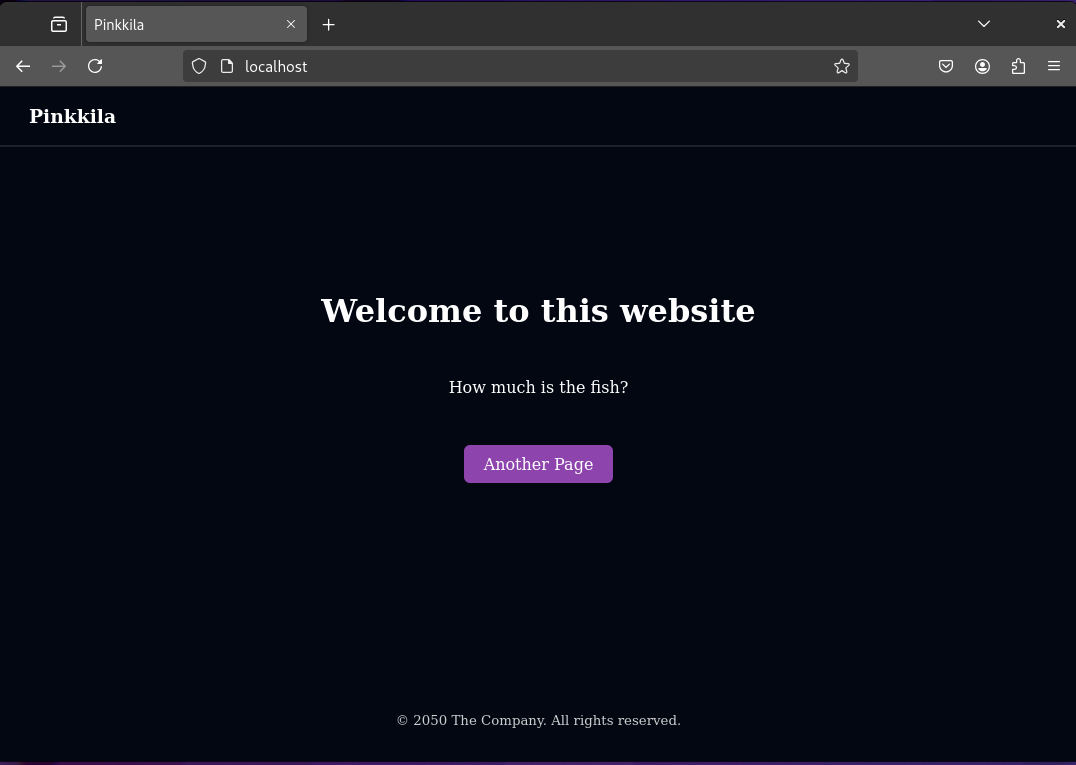 Pinkkila
localhost
Pinkkila
Welcome to this website
How much is the fish?
Another Page
© 2050 The Company. All rights reserved.